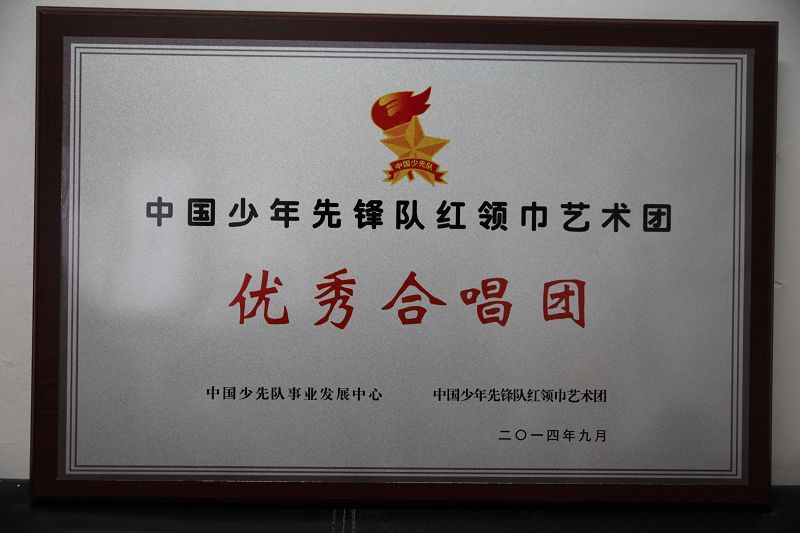 中国少先队
中国少年先锋队红领巾艺术团
优秀合唱团
中国少先队事业发展中心 中国少年先锋队红领巾艺术团
二〇一四年九月